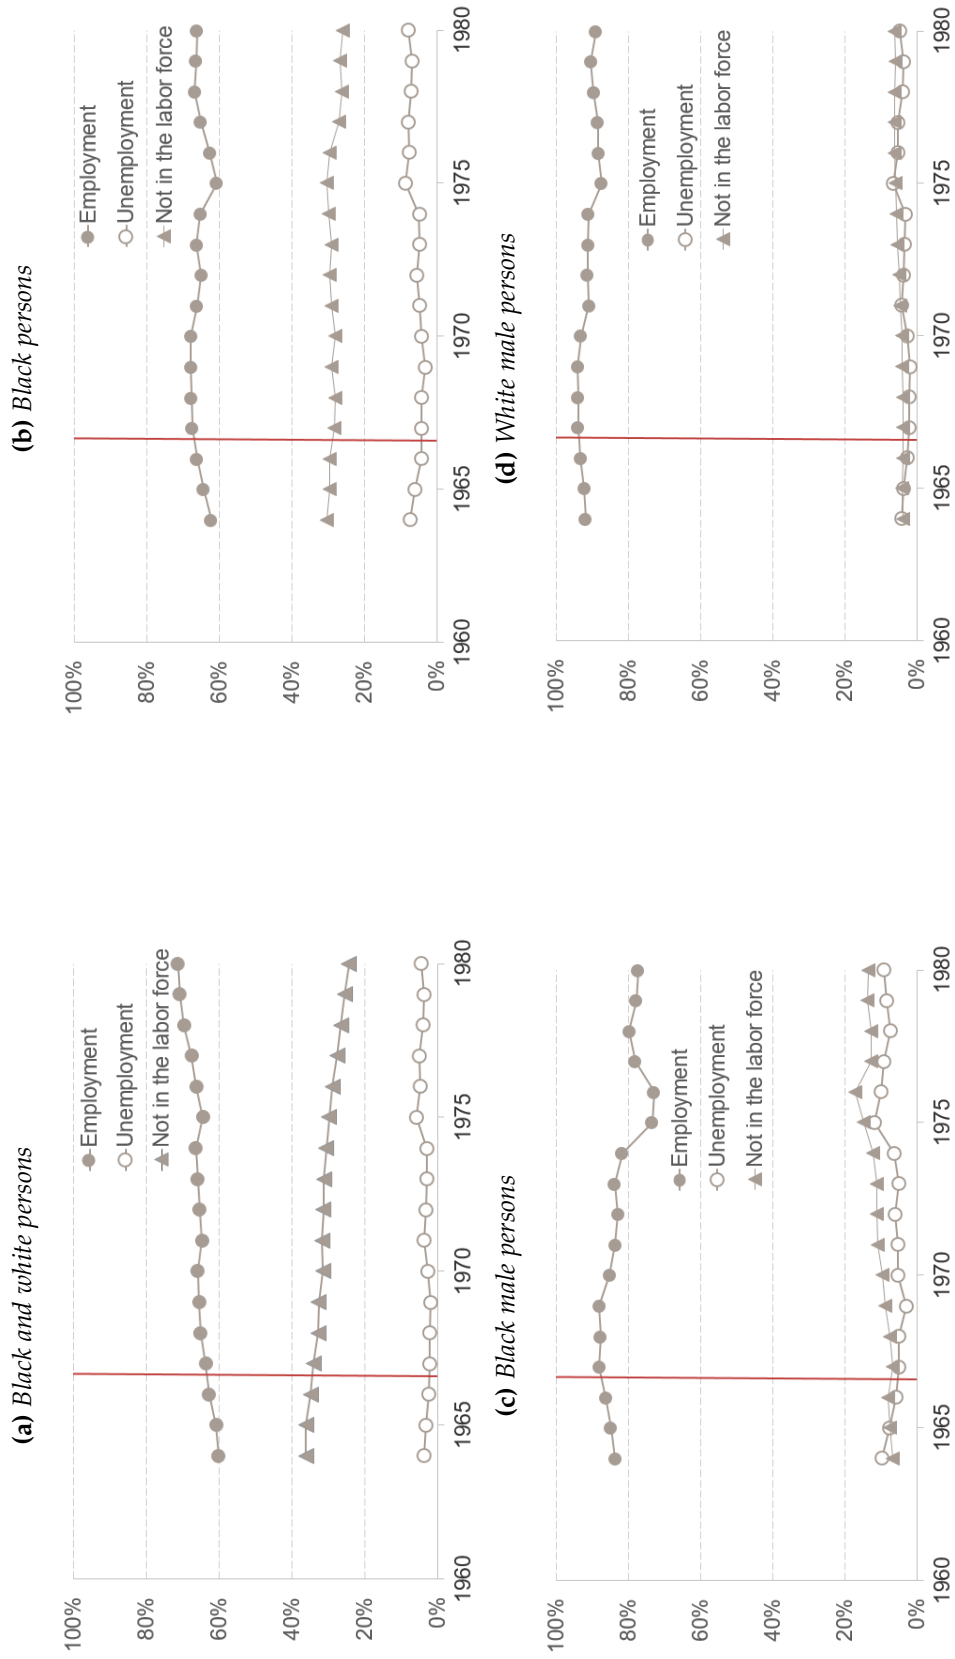 (a) Black and white persons
100%
80%
60%
40%
20%
0%
1960
1965
1970
1975
1980
Employment
Unemployment
Not in the labor force
(b) Black persons
100%
80%
60%
40%
20%
0%
1960
1965
1970
1975
1980
Employment
Unemployment
Not in the labor force
(c) Black male persons
100%
80%
60%
40%
20%
0%
1960
1965
1970
1975
1980
Employment
Unemployment
Not in the labor force
(d) White male persons
100%
80%
60%
40%
20%
0%
1960
1965
1970
1975
1980
Employment
Unemployment
Not in the labor force